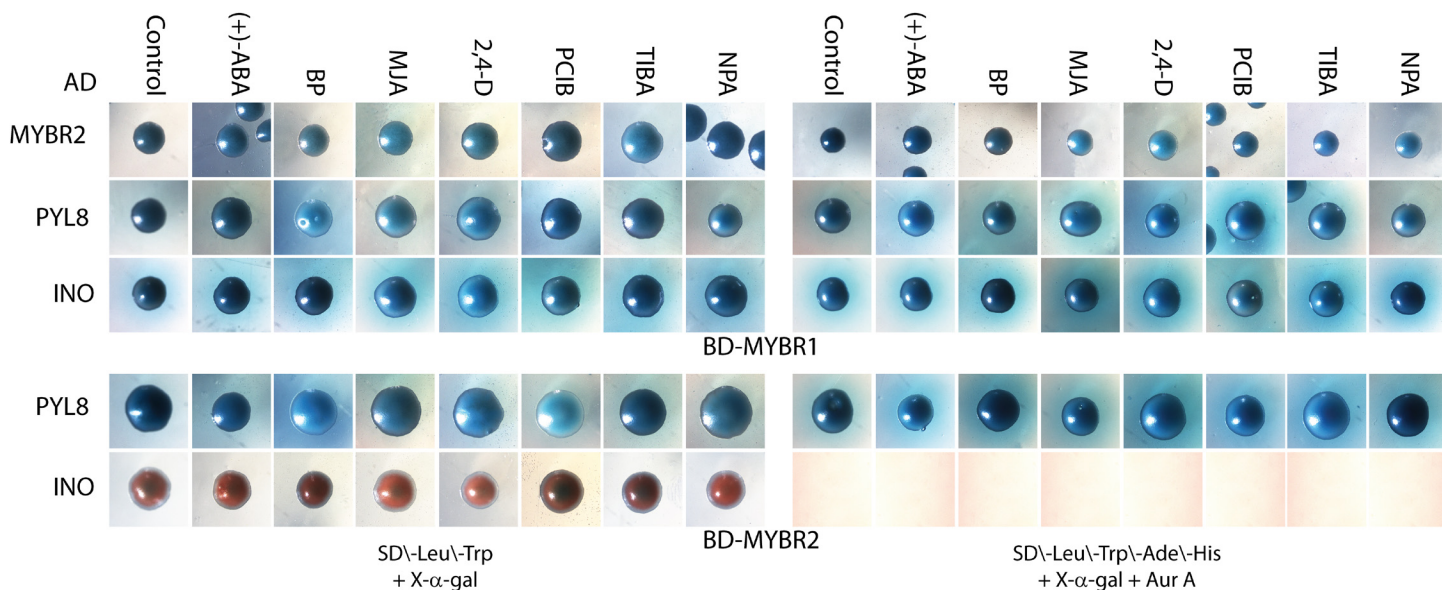 AD Control (+)-ABA BP MJA 2,4-D PCIB TIBA NPA Control (+)-ABA BP MJA 2,4-D PCIB TIBA NPA
MYBR2
PYL8
INO
BD-MYBR1
PYL8
INO
BD-MYBR2
SD\-Leu\-Trp
+ X-α-gal
SD\-Leu\-Trp\-Ade\-His
+ X-α-gal + Aur A